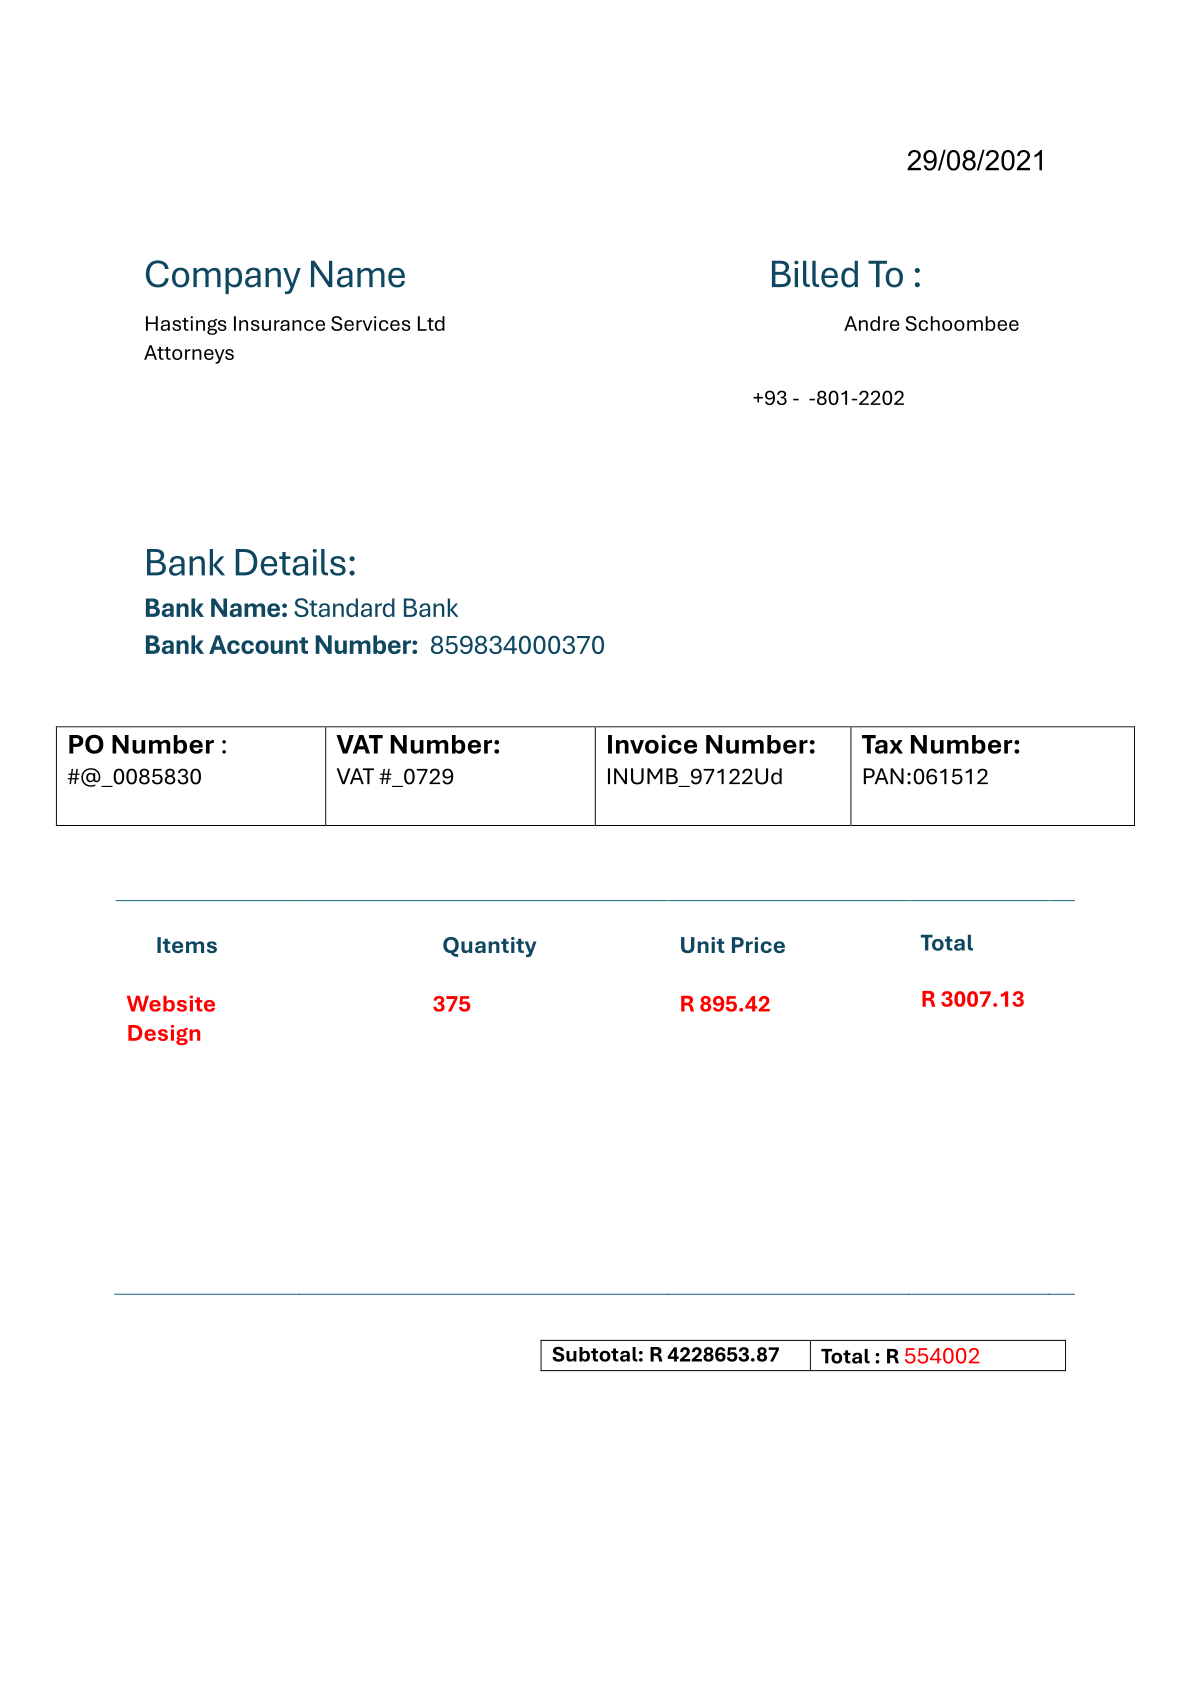 29/08/2021
Company Name
Billed To :
Hastings Insurance Services Ltd
Attorneys
Andre Schoombee
+93 -  -801-2202
Bank Details:
Bank Name: Standard Bank
Bank Account Number:  859834000370
PO Number : VAT Number: Invoice Number: Tax Number:
#@_0085830 VAT #_0729 INUMB_97122Ud PAN:061512
Items Quantity Unit Price Total
Website 375 R 895.42 R 3007.13
Design
Subtotal: R 4228653.87 Total : R 554002